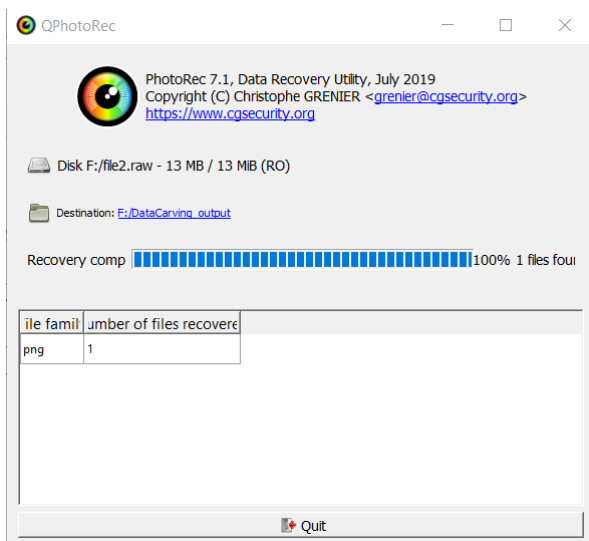 QPhotoRec
PhotoRec 7.1, Data Recovery Utility, July 2019
Copyright (C) Christophe GRENIER <grenier@cgsecurity.org>
https://www.cgsecurity.org
Disk F:/file2.raw - 13 MB / 13 MiB (RO)
Destination: F:/DataCarving_output
Recovery comp 100% 1 files foun
ile famil umber of files recovere
png 1
Quit